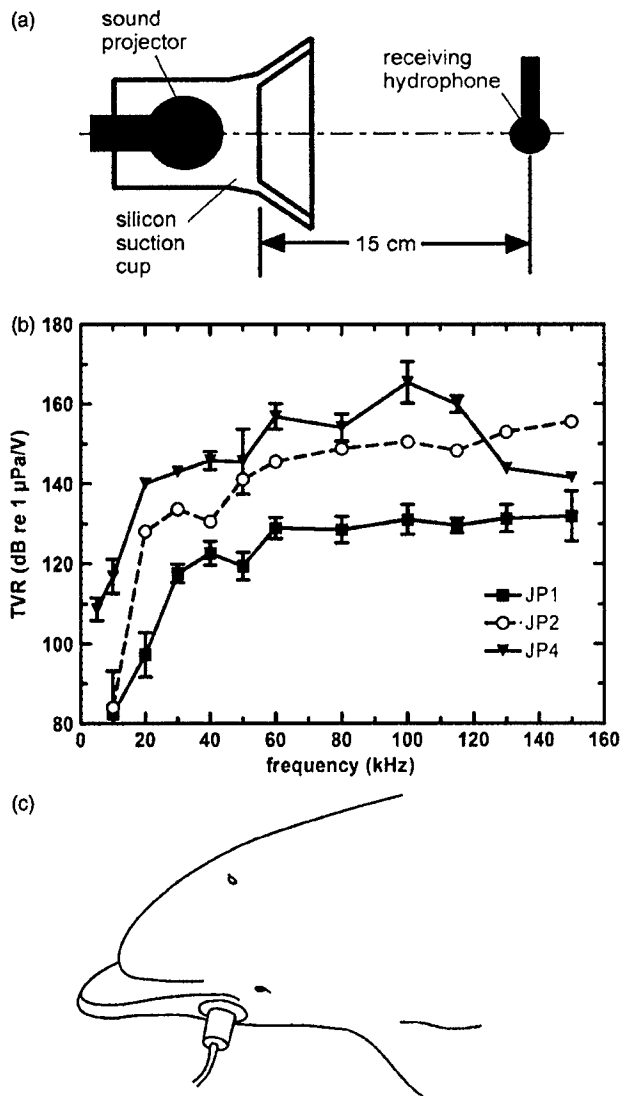 (a)
sound
projector
receiving
hydrophone
silicon
suction
cup
15 cm
(b)
180
160
140
120
100
80
TVR (dB re 1 µPa/V)
JP1
JP2
JP4
0 20 40 60 80 100 120 140 160
frequency (kHz)
(c)